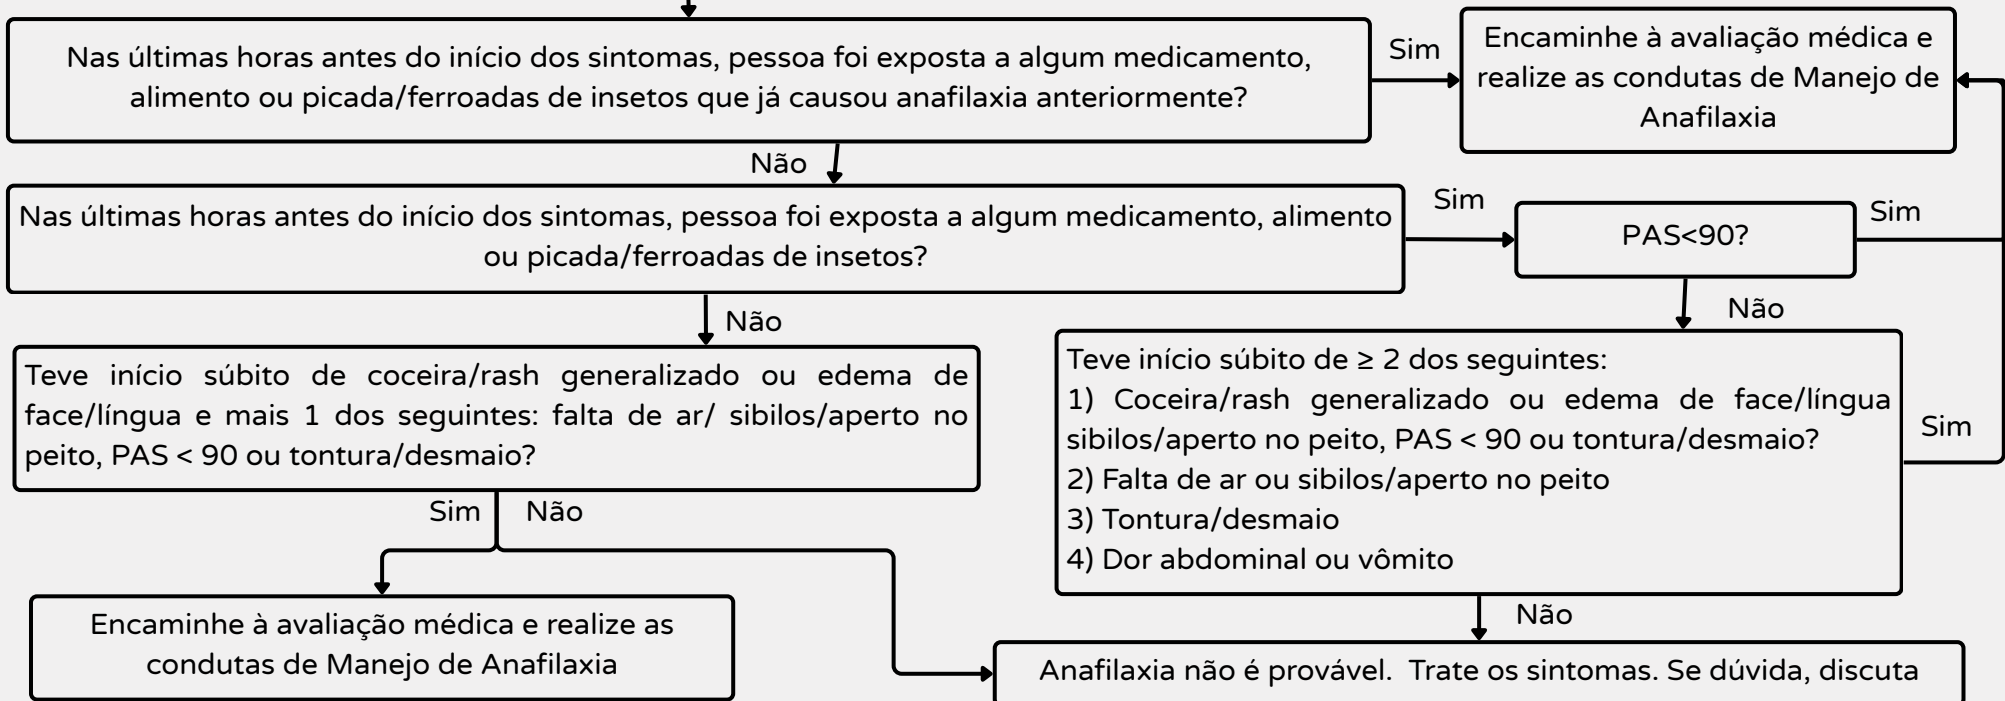 Nas últimas horas antes do início dos sintomas, pessoa foi exposta a algum medicamento,
alimento ou picada/ferroadas de insetos que já causou anafilaxia anteriormente?
Sim
Encaminhe à avaliação médica e
realize as condutas de Manejo de
Anafilaxia
Não
Nas últimas horas antes do início dos sintomas, pessoa foi exposta a algum medicamento, alimento
ou picada/ferroadas de insetos?
Sim
PAS<90?
Sim
Não
Não
Teve início súbito de coceira/rash generalizado ou edema de
face/língua e mais 1 dos seguintes: falta de ar/ sibilos/aperto no
peito, PAS < 90 ou tontura/desmaio?
Teve início súbito de ≥ 2 dos seguintes:
1) Coceira/rash generalizado ou edema de face/língua
sibilos/aperto no peito, PAS < 90 ou tontura/desmaio?
2) Falta de ar ou sibilos/aperto no peito
3) Tontura/desmaio
4) Dor abdominal ou vômito
Sim
Sim
Não
Encaminhe à avaliação médica e realize as
condutas de Manejo de Anafilaxia
Não
Anafilaxia não é provável. Trate os sintomas. Se dúvida, discuta